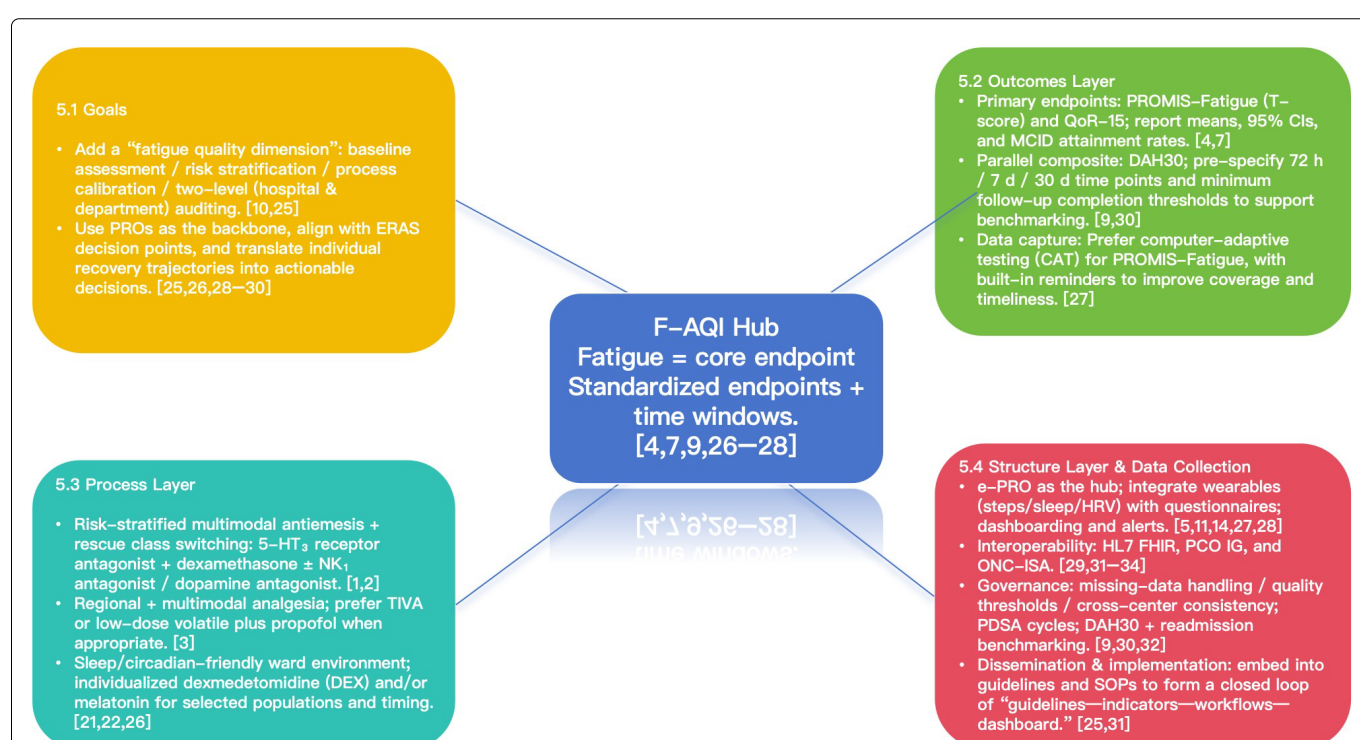 5.1 Goals
• Add a “fatigue quality dimension”: baseline
assessment / risk stratification / process
calibration / two–level (hospital &
department) auditing. [10,25]
• Use PROs as the backbone, align with ERAS
decision points, and translate individual
recovery trajectories into actionable
decisions. [25,26,28—30]
5.2 Outcomes Layer
• Primary endpoints: PROMIS–Fatigue (T–
score) and QoR–15; report means, 95% CIs,
and MCID attainment rates. [4,7]
• Parallel composite: DAH30; pre–specify 72 h
/ 7 d / 30 d time points and minimum
follow–up completion thresholds to support
benchmarking. [9,30]
• Data capture: Prefer computer–adaptive
testing (CAT) for PROMIS–Fatigue, with
built–in reminders to improve coverage and
timeliness. [27]
F–AQI Hub
Fatigue = core endpoint
Standardized endpoints +
time windows.
[4,7,9,26—28]
5.3 Process Layer
• Risk–stratified multimodal antiemesis +
rescue class switching: 5–HT₃ receptor
antagonist + dexamethasone ± NK₁
antagonist / dopamine antagonist. [1,2]
• Regional + multimodal analgesia; prefer TIVA
or low–dose volatile plus propofol when
appropriate. [3]
• Sleep/circadian–friendly ward environment;
individualized dexmedetomidine (DEX) and/or
melatonin for selected populations and timing.
[21,22,26]
5.4 Structure Layer & Data Collection
• e–PRO as the hub; integrate wearables
(steps/sleep/HRV) with questionnaires;
dashboarding and alerts. [5,11,14,27,28]
• Interoperability: HL7 FHIR, PCO IG, and
ONC–ISA. [29,31—34]
• Governance: missing–data handling / quality
thresholds / cross–center consistency;
PDSA cycles; DAH30 + readmission
benchmarking. [9,30,32]
• Dissemination & implementation: embed into
guidelines and SOPs to form a closed loop
of “guidelines—indicators—workflows—
dashboard.” [25,31]